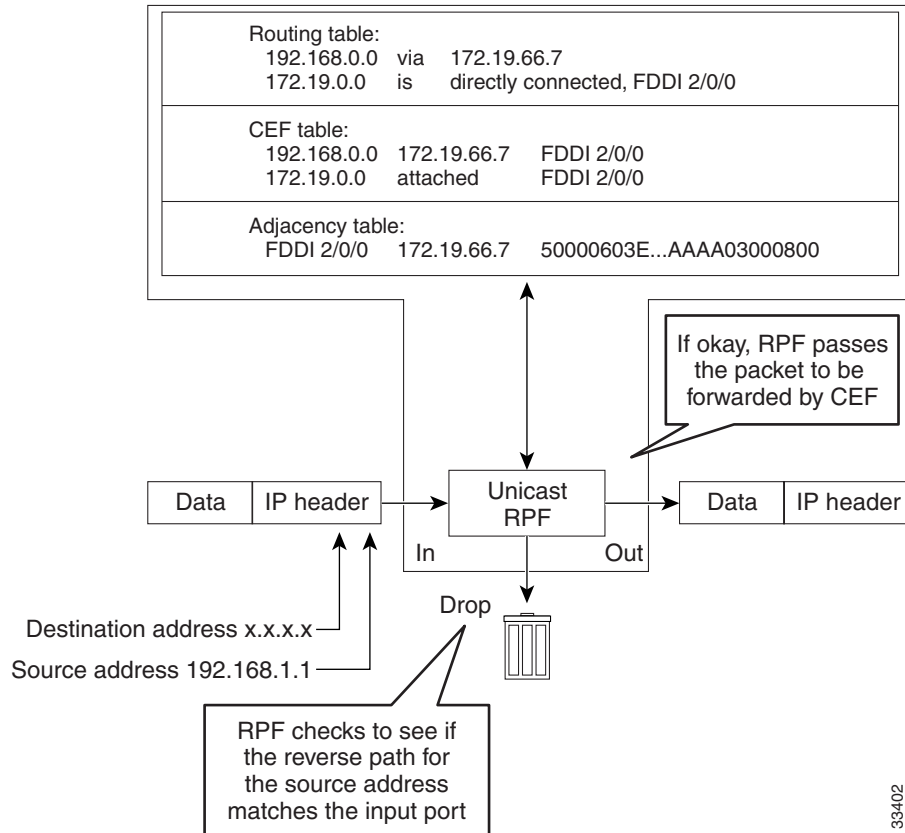 Routing table:
192.168.0.0 via 172.19.66.7
172.19.0.0 is directly connected, FDDI 2/0/0
CEF table:
192.168.0.0 172.19.66.7 FDDI 2/0/0
172.19.0.0 attached FDDI 2/0/0
Adjacency table:
FDDI 2/0/0 172.19.66.7 50000603E...AAAA03000800
If okay, RPF passes
the packet to be
forwarded by CEF
Data IP header
Unicast
RPF
Data IP header
In Out
Drop
Destination address x.x.x.x
Source address 192.168.1.1
RPF checks to see if
the reverse path for
the source address
matches the input port
33402